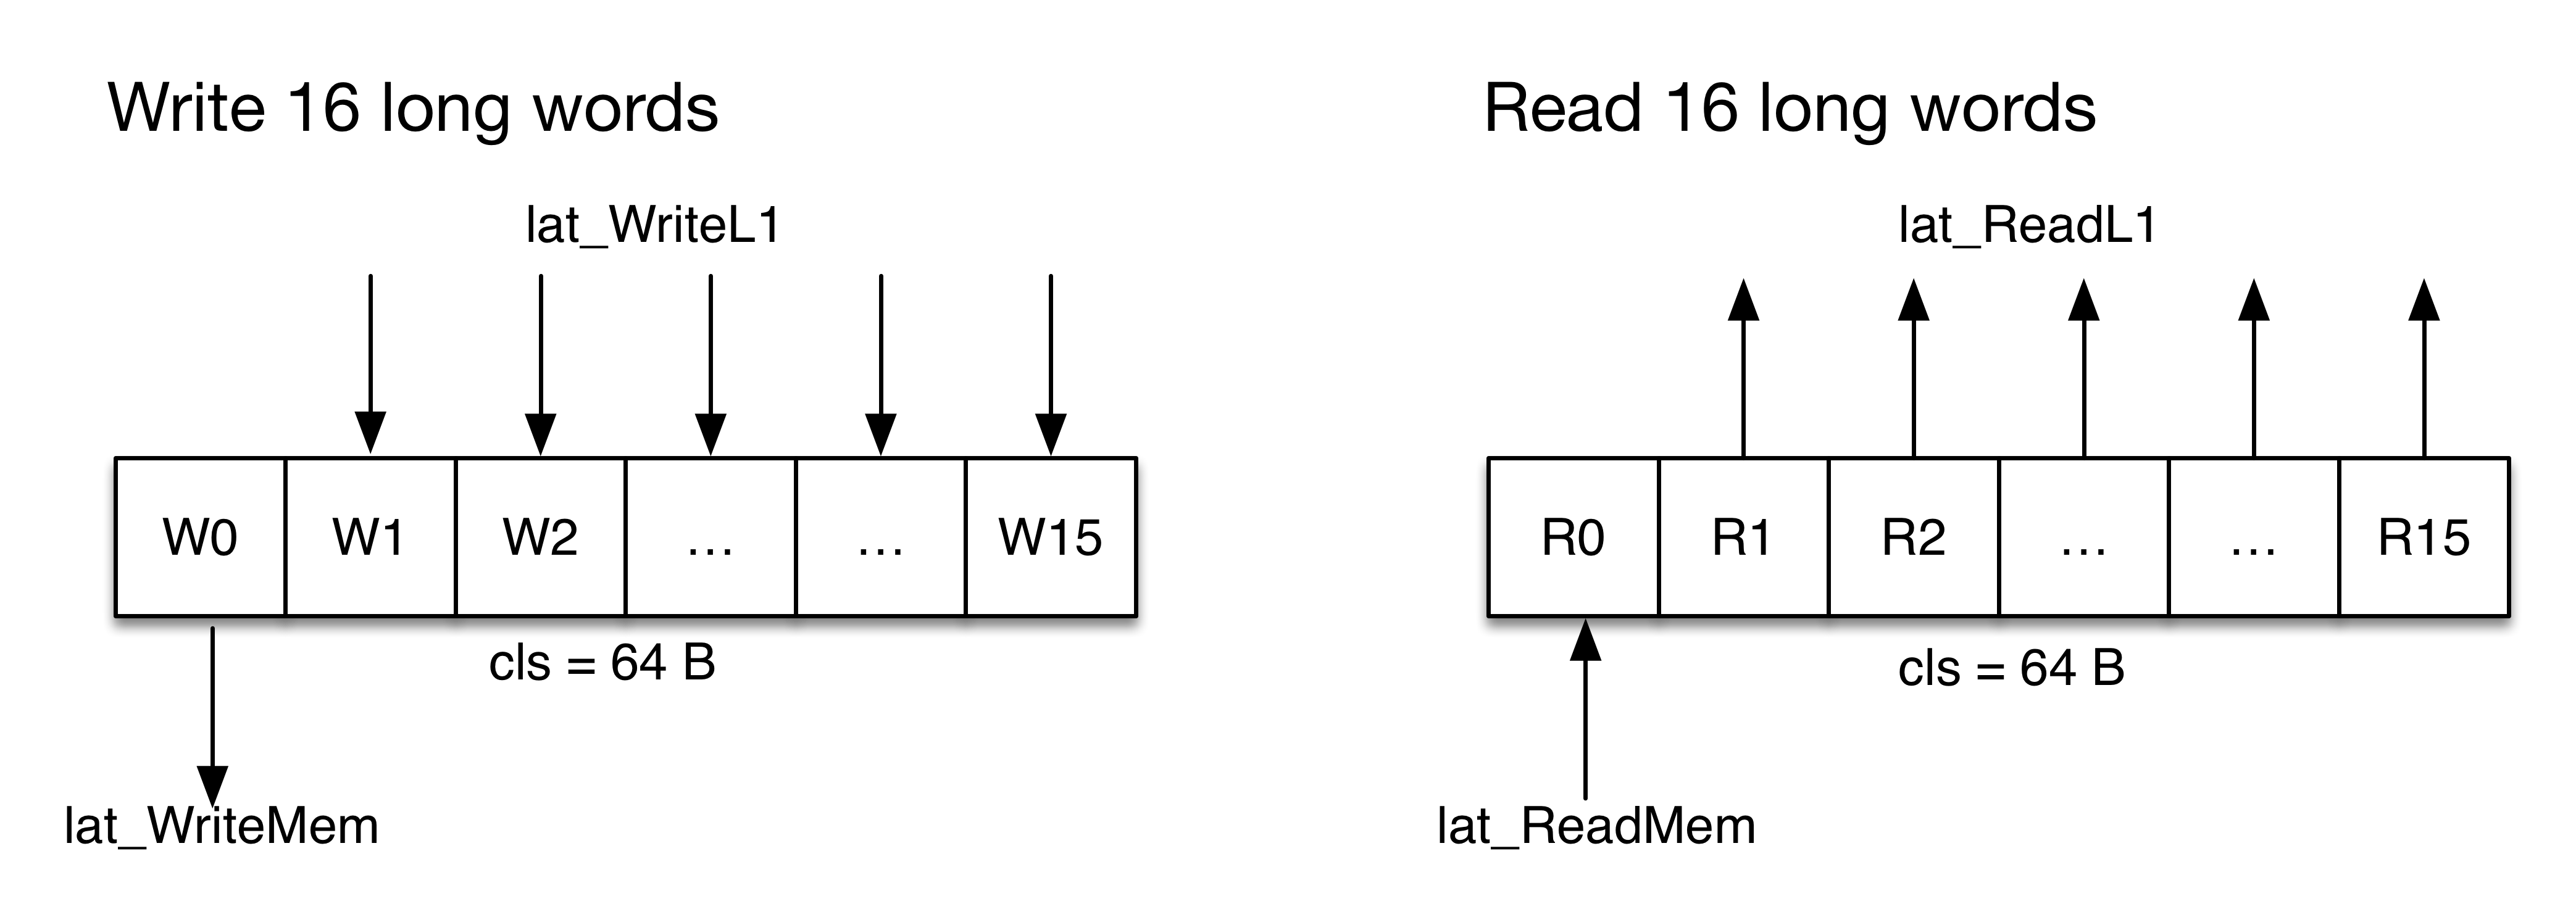 Write 16 long words
lat_WriteL1
W0 W1 W2 ... ... W15
cls = 64 B
lat_WriteMem
Read 16 long words
lat_ReadL1
R0 R1 R2 ... ... R15
cls = 64 B
lat_ReadMem